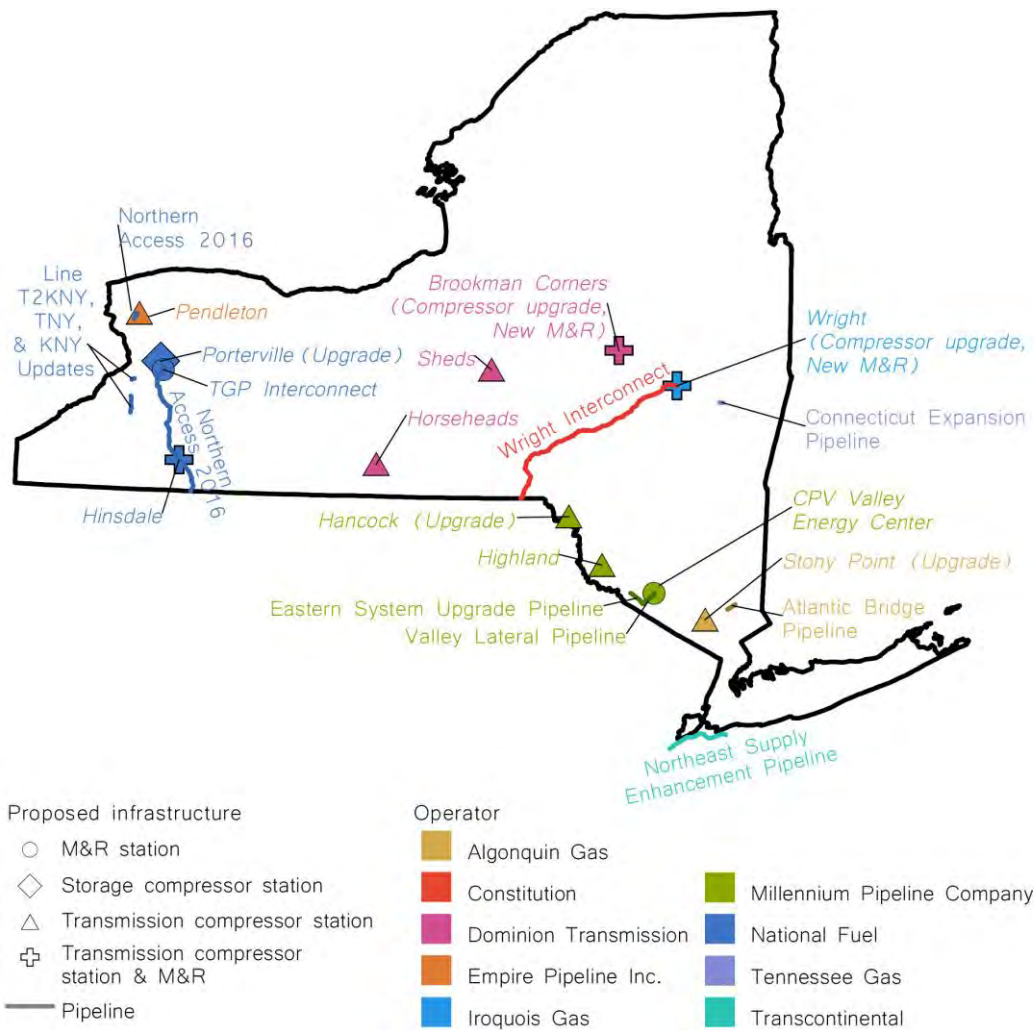 Northern
Access 2016
Line
T2KNY,
TNY,
& KNY
Updates
Pendleton
Porterville (Upgrade)
TGP Interconnect
Northern
Access 2016
Hinsdale
Brookman Corners
(Compressor upgrade,
New M&R)
Sheds
Horseheads
Wright Interconnect
Wright
(Compressor upgrade,
New M&R)
Connecticut Expansion
Pipeline
Hancock (Upgrade)
Highland
CPV Valley
Energy Center
Stony Point (Upgrade)
Eastern System Upgrade Pipeline
Valley Lateral Pipeline
Atlantic Bridge
Pipeline
Northeast Supply
Enhancement Pipeline
Proposed infrastructure
M&R station
Storage compressor station
Transmission compressor station
Transmission compressor
station & M&R
Pipeline
Operator
Algonquin Gas
Constitution
Dominion Transmission
Empire Pipeline Inc.
Iroquois Gas
Millennium Pipeline Company
National Fuel
Tennessee Gas
Transcontinental